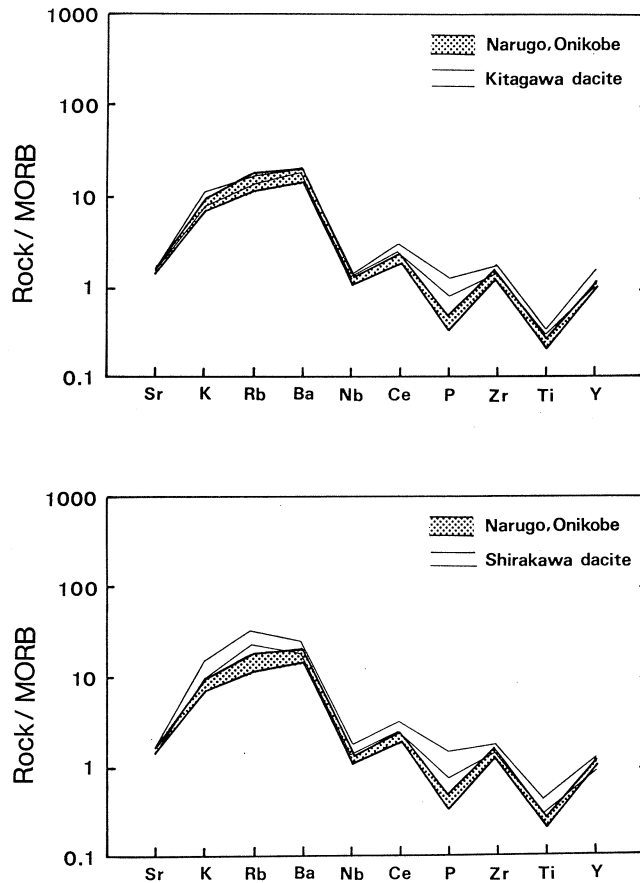 1000
Narugo, Onikobe
Kitagawa dacite
100
10
1
0.1
Rock / MORB
Sr K Rb Ba Nb Ce P Zr Ti Y
1000
Narugo, Onikobe
Shirakawa dacite
100
10
1
0.1
Rock / MORB
Sr K Rb Ba Nb Ce P Zr Ti Y